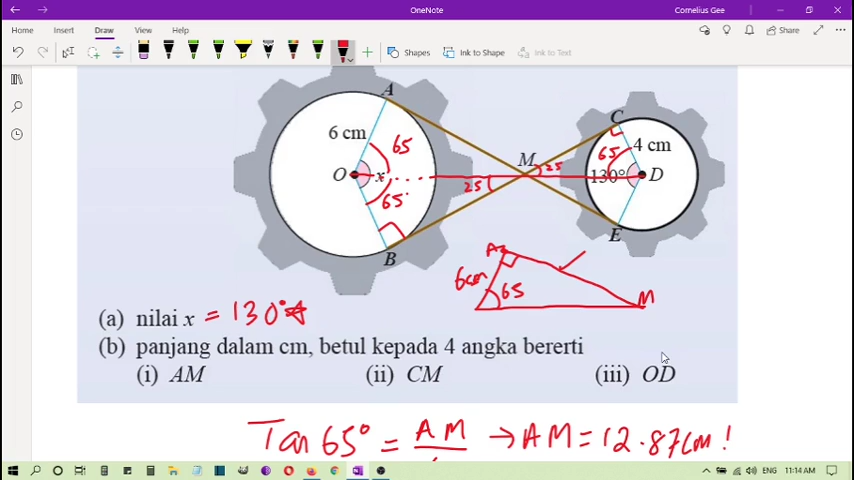 OneNote
Cornelius Gee
Home Insert Draw View Help
Shapes Ink to Shape Ink to Text Share
A
C
6 cm 65
65 4 cm
M
O x 25 130° D
65 25
B
E
A
6cm 65 M
(a) nilai x = 130°
(b) panjang dalam cm, betul kepada 4 angka bererti
(i) AM (ii) CM (iii) OD
Tan 65° = AM → AM = 12.87cm!
ENG 11:14 AM